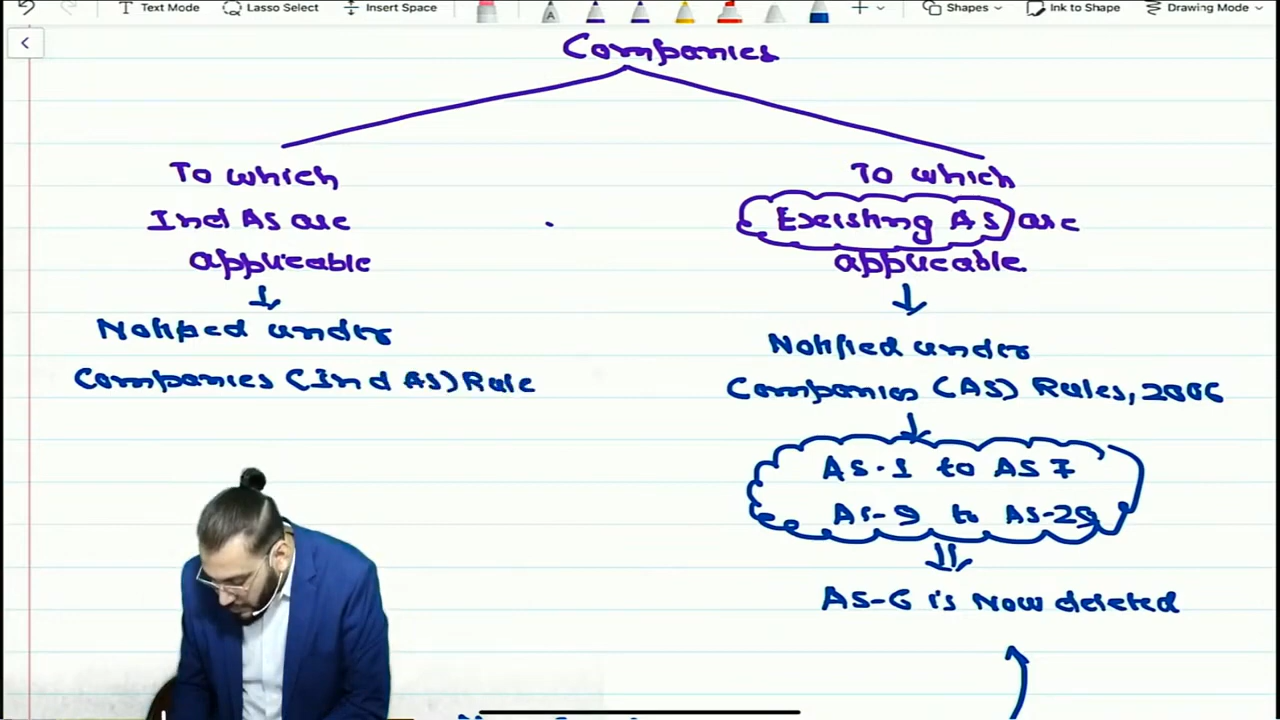 Text Mode Lasso Select Insert Space Shapes Ink to Shape Drawing Mode
Companies
To which
Ind AS are
applicable
Notified under
Companies (Ind AS) Rule
To which
Existing AS are
applicable.
Notified under
Companies (AS) Rules, 2006
AS-1 to AS 7
AS-9 to AS-29
AS-6 is Now deleted